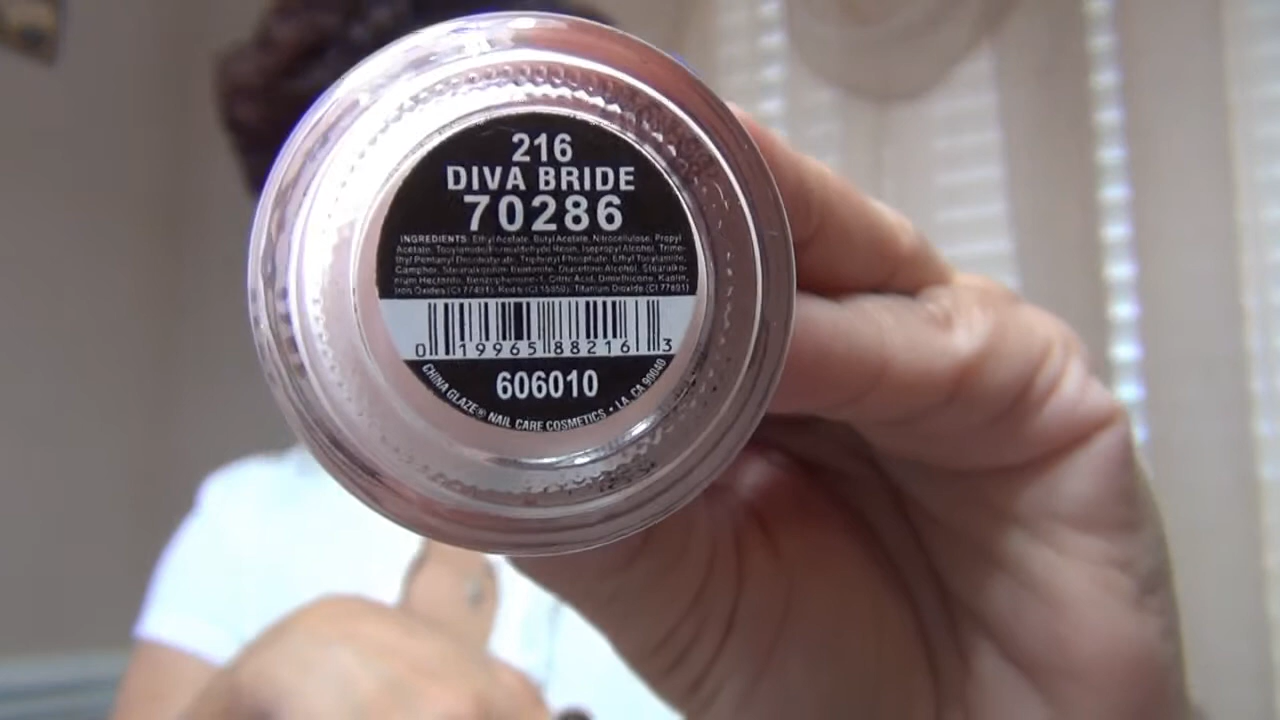 216
DIVA BRIDE
70286
INGREDIENTS: Ethyl Acetate, Butyl Acetate, Nitrocellulose, Propyl
Acetate, Tosylamide/Formaldehyde Resin, Isopropyl Alcohol, Trime-
thyl Pentanyl Diisobutyrate, Triphenyl Phosphate, Ethyl Tosylamide,
Camphor, Stearalkonium Bentonite, Diacetone Alcohol, Stearalko-
nium Hectorite, Benzophenone-1, Citric Acid, Dimethicone, Kaolin,
Iron Oxides (CI 77491), Red 6 (CI 15850), Titanium Dioxide (CI 77891)
0 19965 88216 3
606010
CHINA GLAZE® NAIL CARE COSMETICS • LA, CA 90040